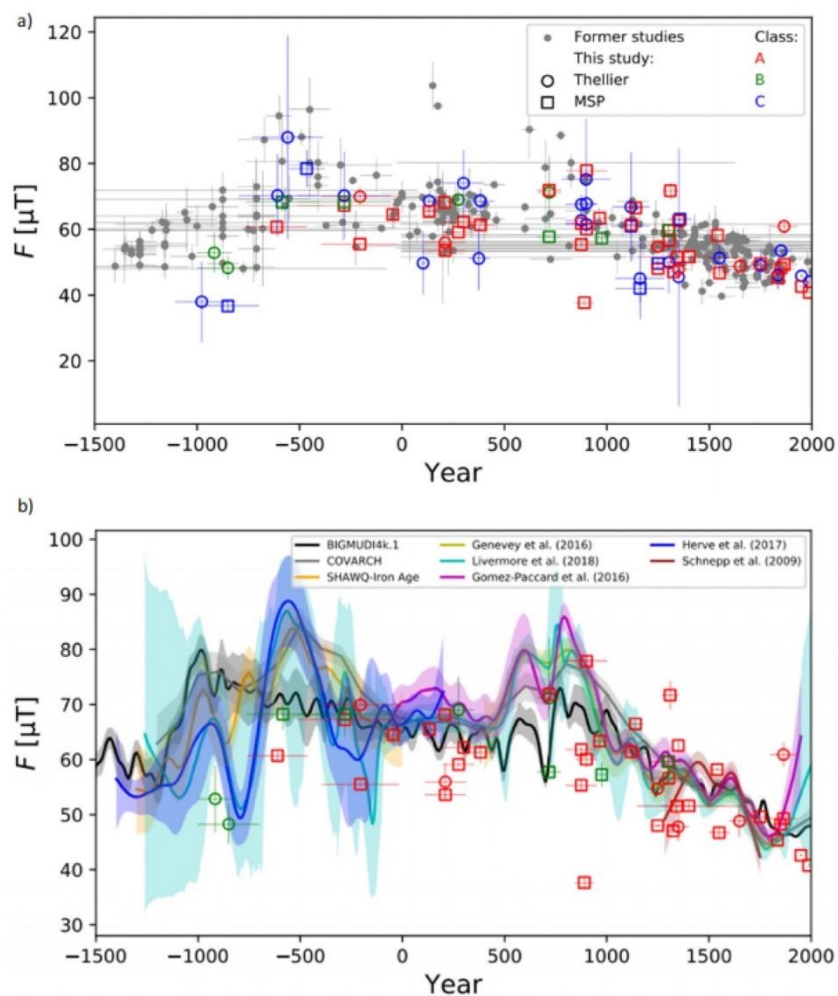 a)
120
100
80
60
40
20
F [μT]
Former studies Class:
This study: A
Thellier B
MSP C
−1500 −1000 −500 0 500 1000 1500 2000
Year
b)
100
90
80
70
60
50
40
30
F [μT]
BIGMUDI4k.1 Genevey et al. (2016) Herve et al. (2017)
COVARCH Livermore et al. (2018) Schnepp et al. (2009)
SHAWQ-Iron Age Gomez-Paccard et al. (2016)
−1500 −1000 −500 0 500 1000 1500 2000
Year